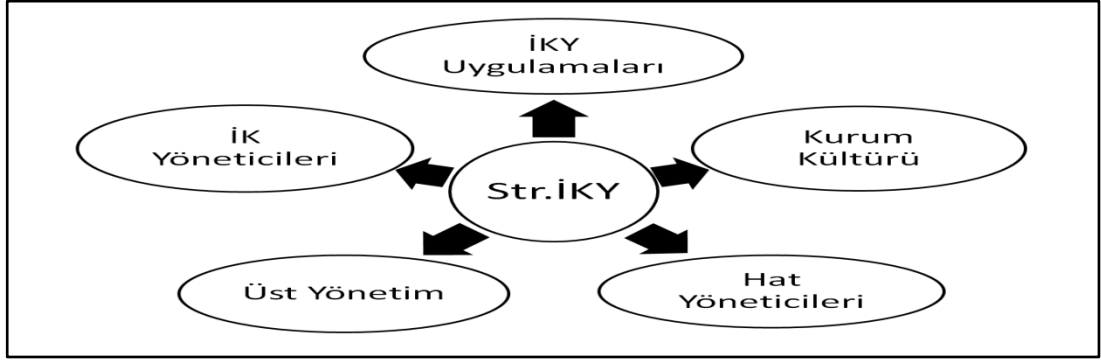 İKY
Uygulamaları
İK
Yöneticileri
Kurum
Kültürü
Str.İKY
Üst Yönetim
Hat
Yöneticileri